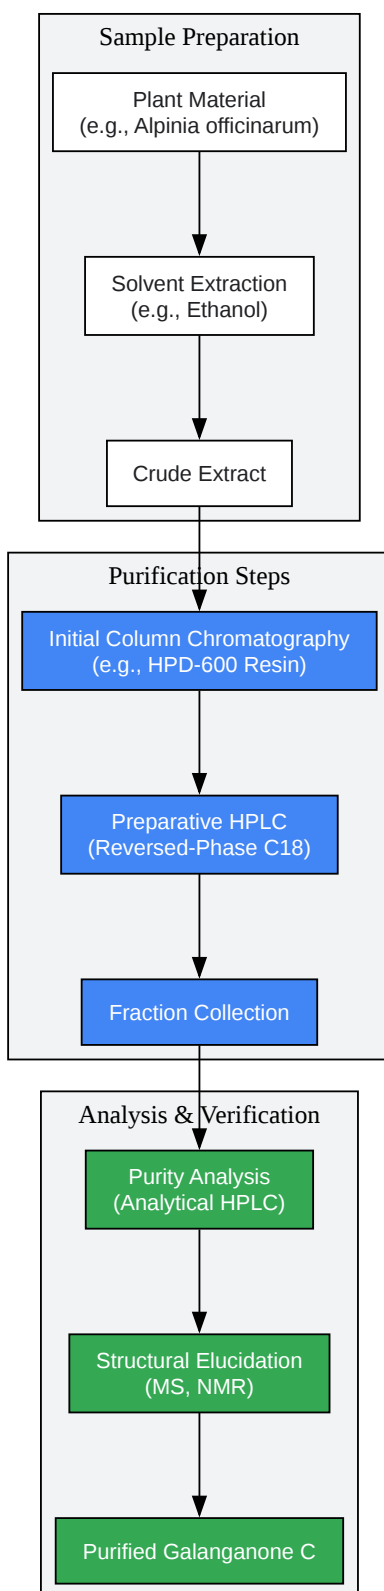 Sample Preparation
Plant Material
(e.g., Alpinia officinarum)
Solvent Extraction
(e.g., Ethanol)
Crude Extract
Purification Steps
Initial Column Chromatography
(e.g., HPD-600 Resin)
Preparative HPLC
(Reversed-Phase C18)
Fraction Collection
Analysis & Verification
Purity Analysis
(Analytical HPLC)
Structural Elucidation
(MS, NMR)
Purified Galanganone C